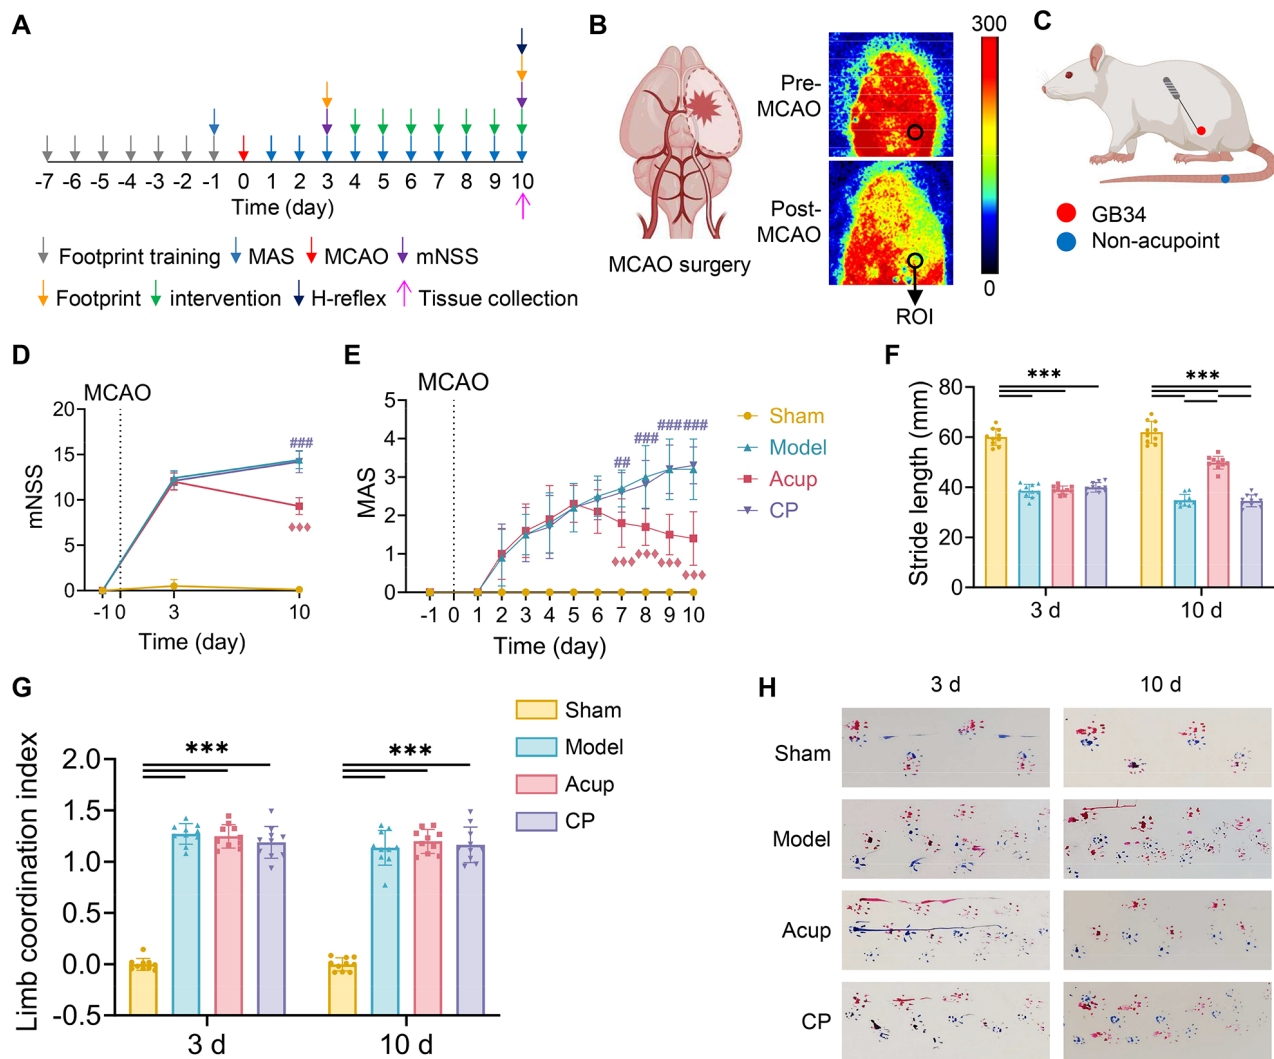 A
-7 -6 -5 -4 -3 -2 -1 0 1 2 3 4 5 6 7 8 9 10
Time (day)
Footprint training MAS MCAO mNSS
Footprint intervention H-reflex Tissue collection
B
Pre-
MCAO
Post-
MCAO
MCAO surgery
ROI
300
0
C
GB34
Non-acupoint
D
MCAO
mNSS
20
15
10
5
0
###
♦♦♦
-1 0 3 10
Time (day)
E
MCAO
MAS
5
4
3
2
1
0
##
###
### ###
♦♦♦
♦♦♦
♦♦♦
♦♦♦
-1 0 1 2 3 4 5 6 7 8 9 10
Time (day)
Sham
Model
Acup
CP
F
Stride length (mm)
80
60
40
20
0
*** ***
3 d 10 d
G
Limb coordination index
2.0
1.5
1.0
0.5
0.0
-0.5
*** ***
3 d 10 d
Sham
Model
Acup
CP
H
3 d 10 d
Sham
Model
Acup
CP